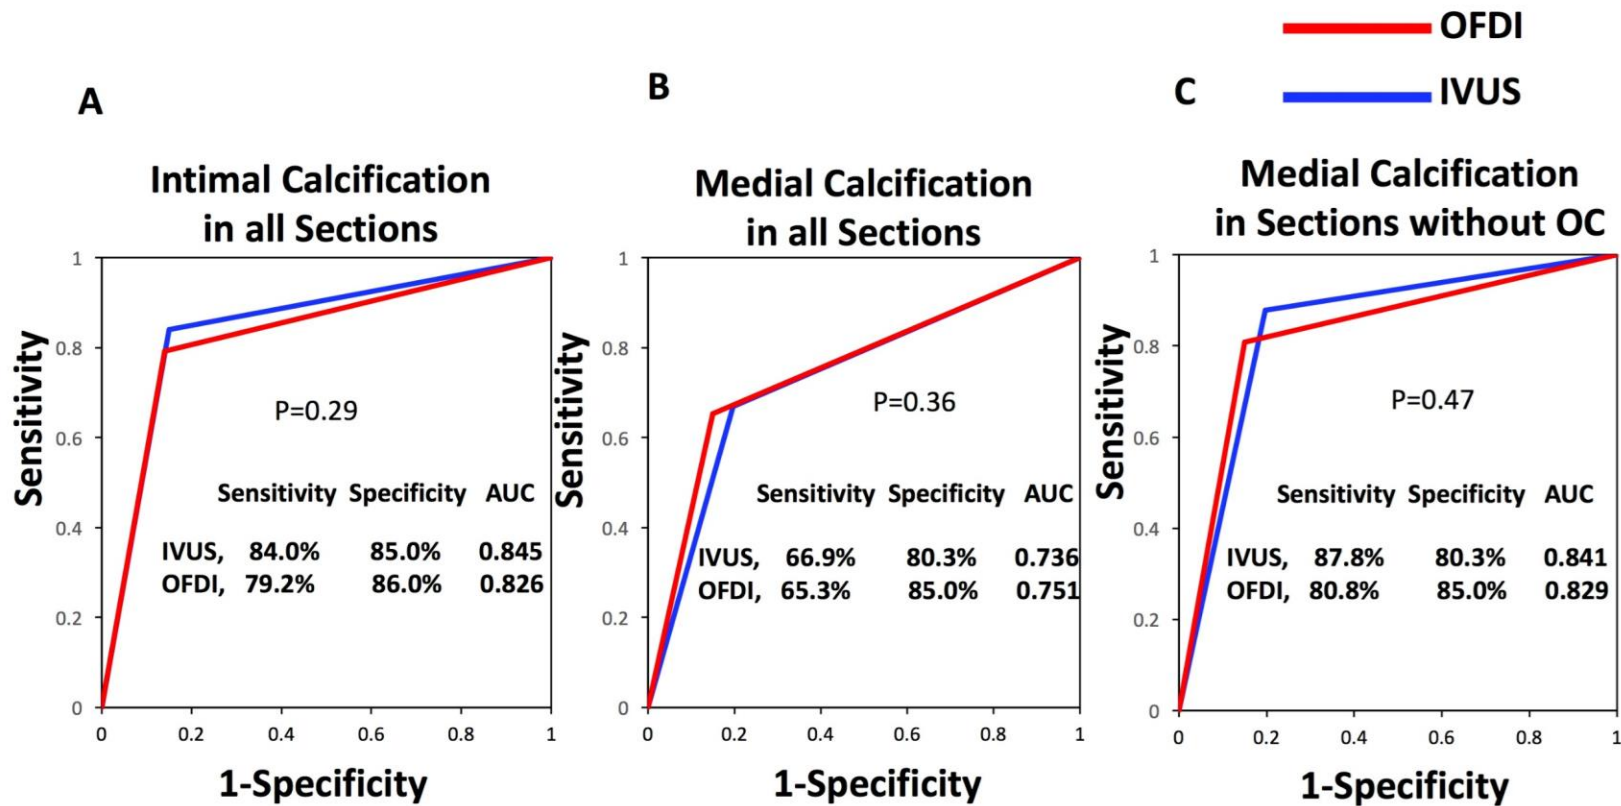 OFDI
IVUS
A
Intimal Calcification
in all Sections
Sensitivity
1
0.8
0.6
0.4
0.2
0
P=0.29
Sensitivity Specificity AUC
IVUS, 84.0% 85.0% 0.845
OFDI, 79.2% 86.0% 0.826
0 0.2 0.4 0.6 0.8 1
1-Specificity
B
Medial Calcification
in all Sections
Sensitivity
1
0.8
0.6
0.4
0.2
0
P=0.36
Sensitivity Specificity AUC
IVUS, 66.9% 80.3% 0.736
OFDI, 65.3% 85.0% 0.751
0 0.2 0.4 0.6 0.8 1
1-Specificity
C
Medial Calcification
in Sections without OC
Sensitivity
1
0.8
0.6
0.4
0.2
0
P=0.47
Sensitivity Specificity AUC
IVUS, 87.8% 80.3% 0.841
OFDI, 80.8% 85.0% 0.829
0 0.2 0.4 0.6 0.8 1
1-Specificity